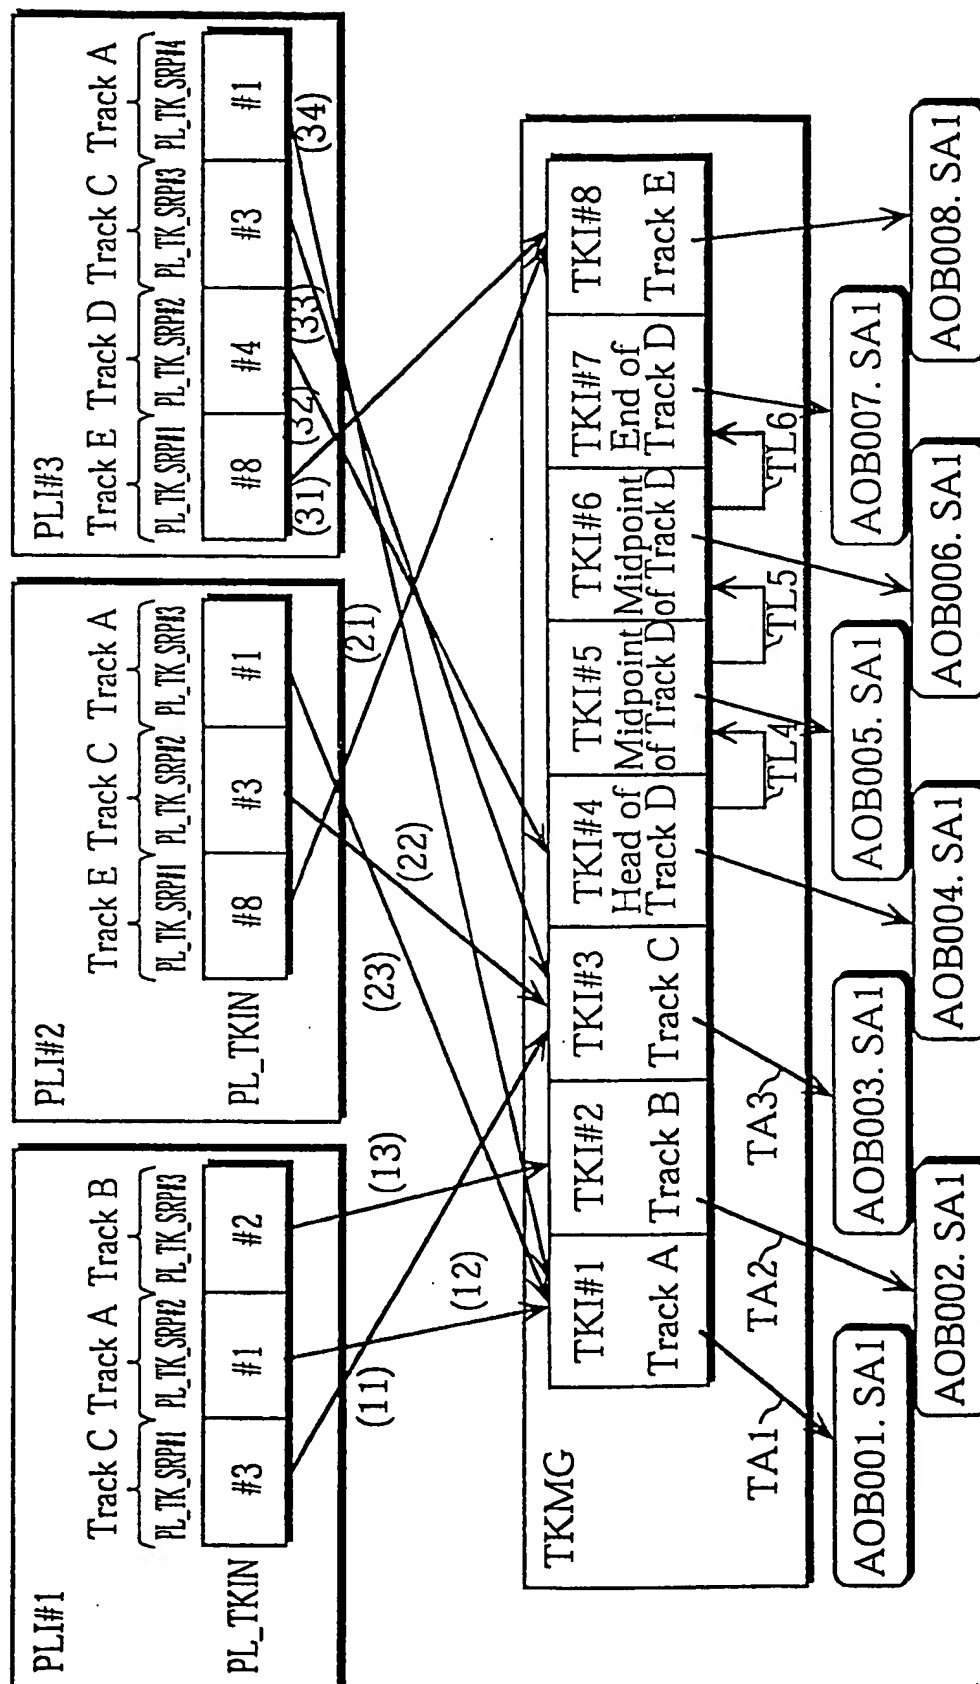 PLI#1
Track C Track A Track B
PL_TK_SRP#1 PL_TK_SRP#2 PL_TK_SRP#3
PL_TKIN #3 #1 #2
PLI#2
Track E Track C Track A
PL_TK_SRP#1 PL_TK_SRP#2 PL_TK_SRP#3
PL_TKIN #8 #3 #1
PLI#3
Track E Track D Track C Track A
PL_TK_SRP#1 PL_TK_SRP#2 PL_TK_SRP#3 PL_TK_SRP#4
#8 #4 #3 #1
(11) (12) (13) (23) (22) (21) (31) (32) (33) (34)
TKMG
TKI#1 TKI#2 TKI#3 TKI#4 TKI#5 TKI#6 TKI#7 TKI#8
Track A Track B Track C
Head of Track D
Midpoint of Track D
Midpoint of Track D
End of Track D
Track E
TA1 TA2 TA3 TL4 TL5 TL6
AOB001. SA1 AOB003. SA1 AOB005. SA1 AOB007. SA1
AOB002. SA1 AOB004. SA1 AOB006. SA1 AOB008. SA1